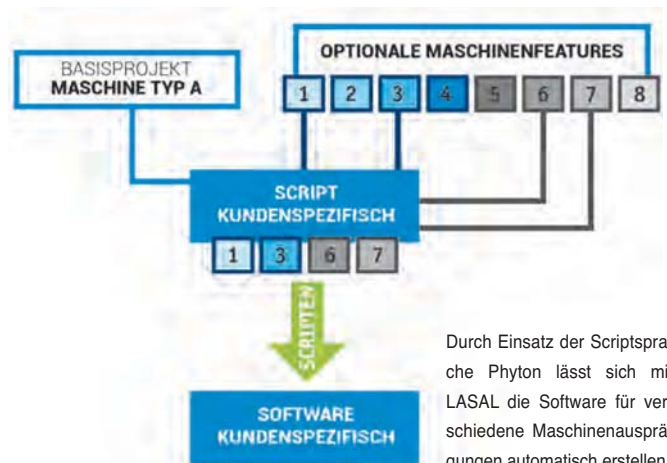 OPTIONALE MASCHINENFEATURES
BASISPROJEKT
MASCHINE TYP A
1 2 3 4 5 6 7 8
SCRIPT
KUNDENSPEZIFISCH
1 3 6 7
SCRIPTEN
SOFTWARE
KUNDENSPEZIFISCH
Durch Einsatz der Scriptspra
che Phyton lässt sich mi
LASAL die Software für ver
schiedene Maschinenausprä
gungen automatisch erstellen